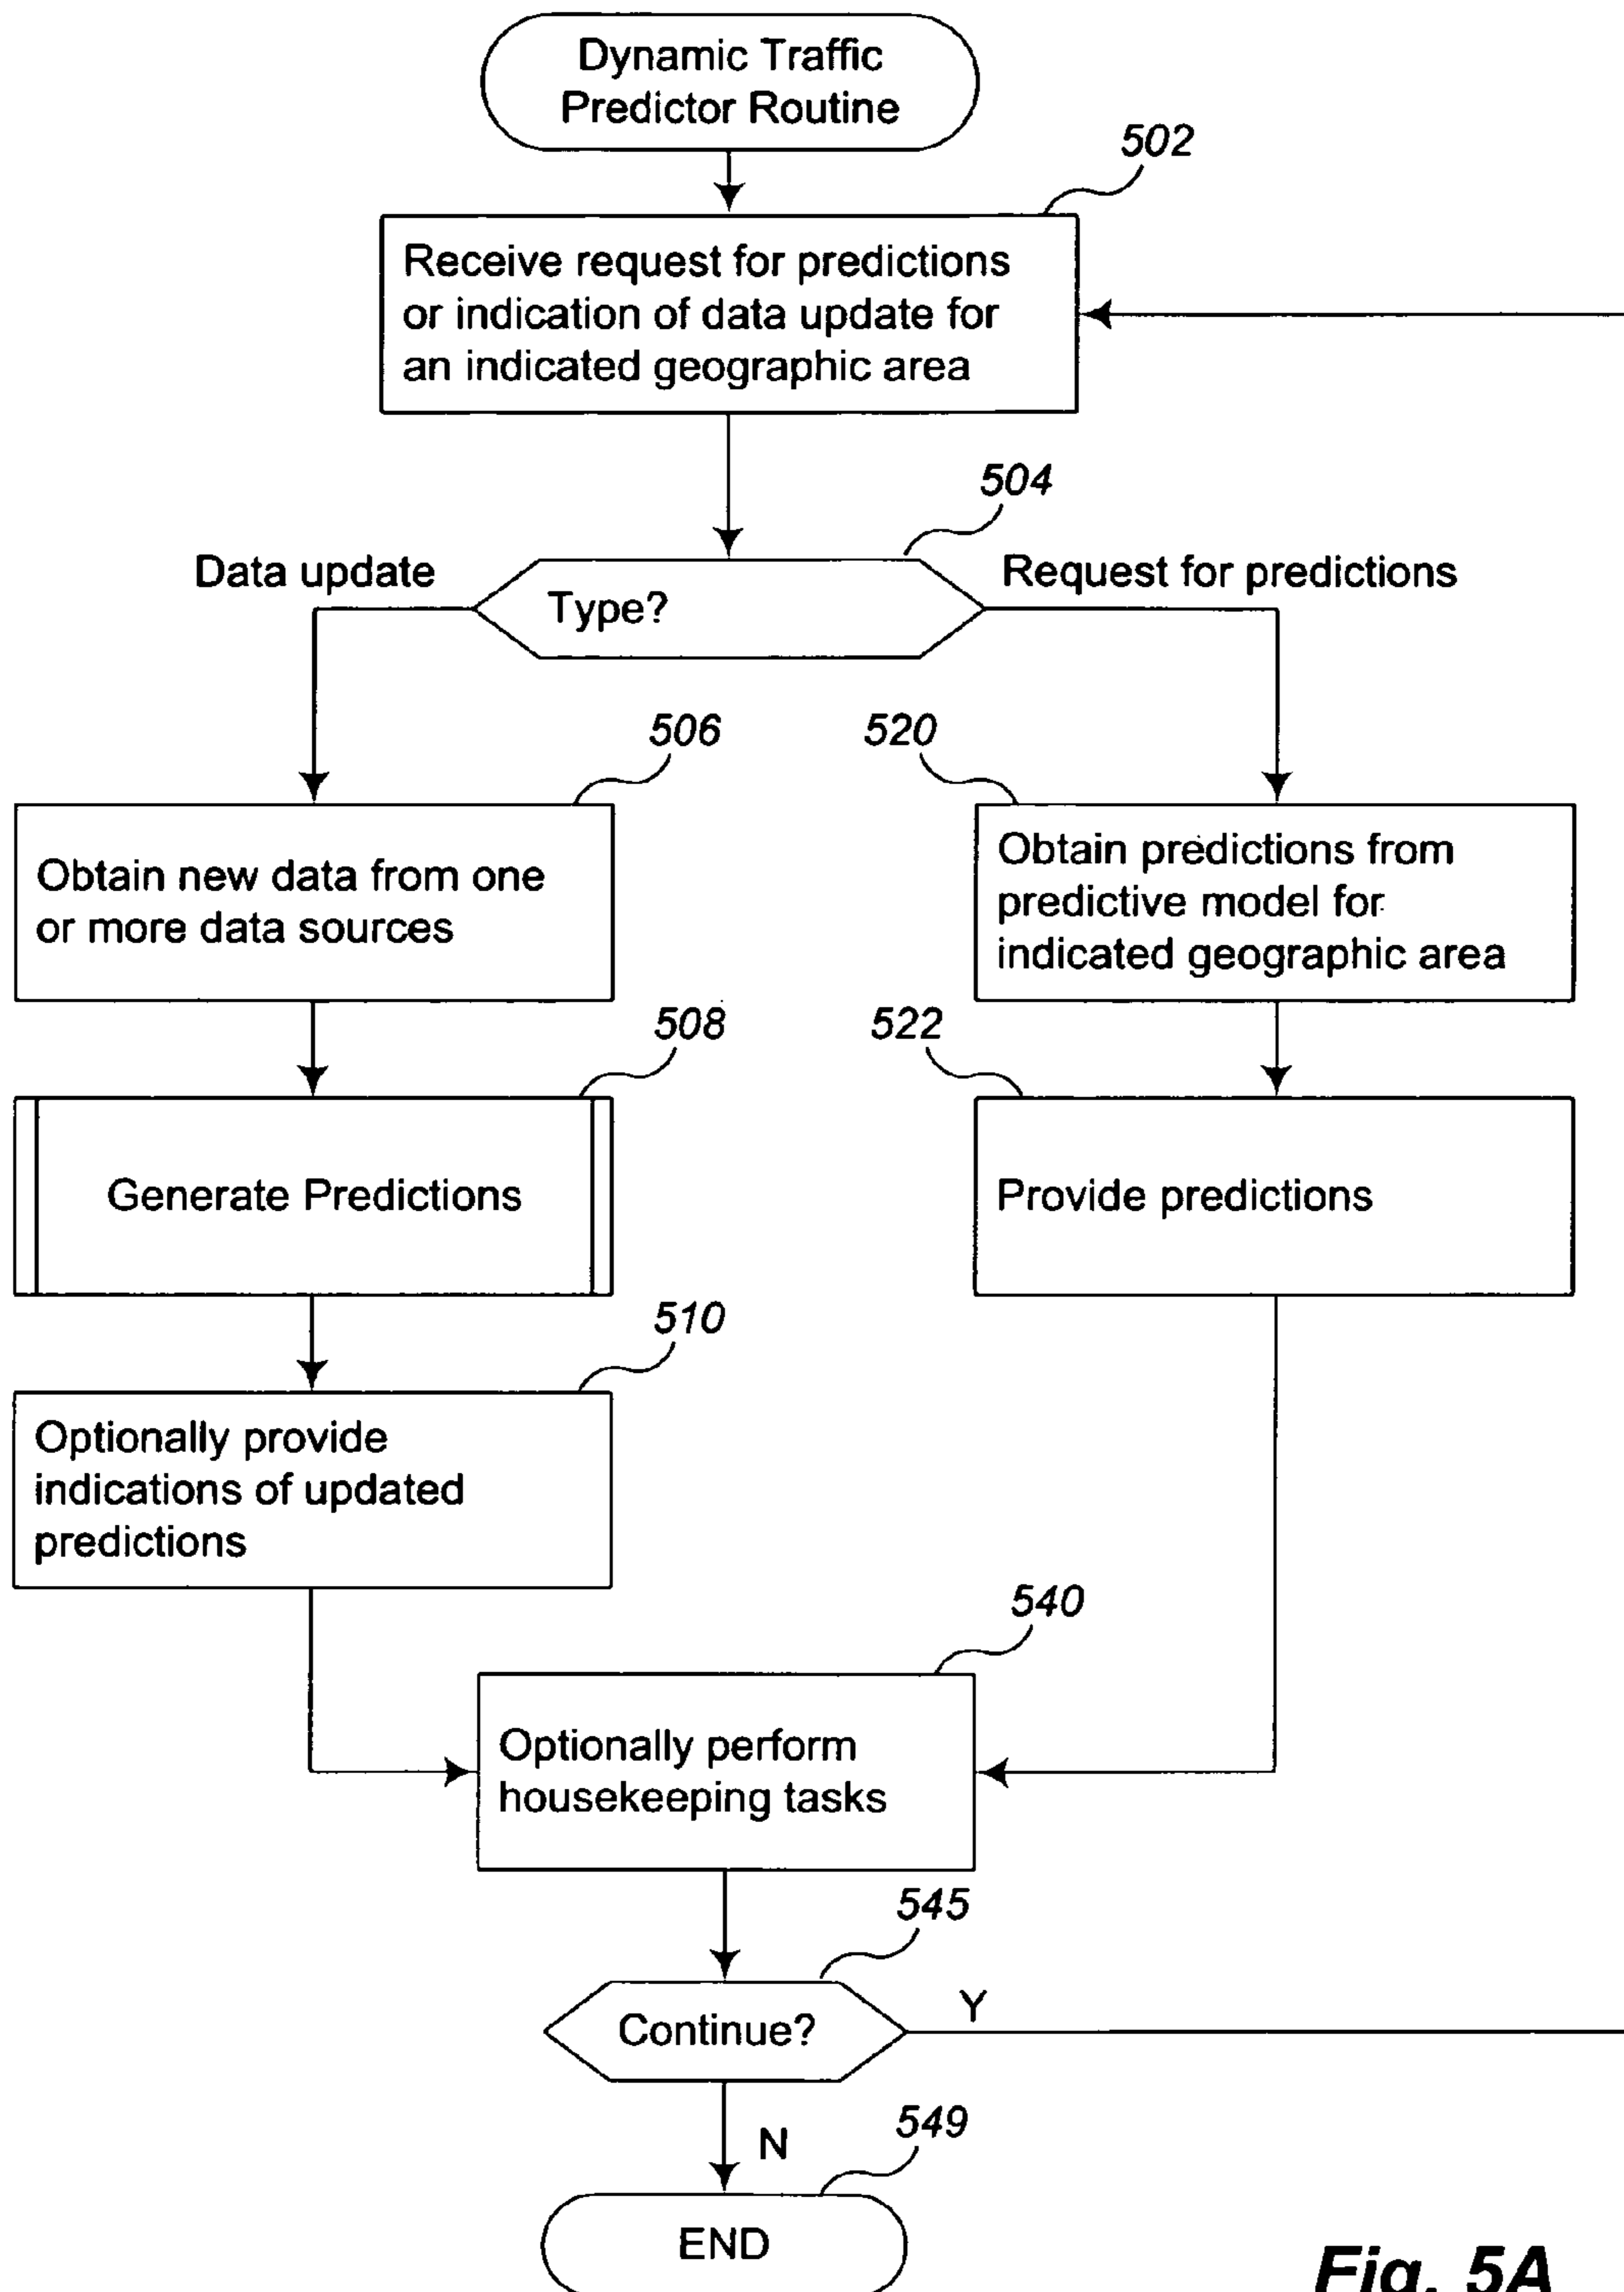 Dynamic Traffic
Predictor Routine
502
Receive request for predictions
or indication of data update for
an indicated geographic area
504
Data update
Type?
Request for predictions
506
520
Obtain new data from one
or more data sources
Obtain predictions from
predictive model for
indicated geographic area
508
522
Generate Predictions
Provide predictions
510
Optionally provide
indications of updated
predictions
540
Optionally perform
housekeeping tasks
545
Continue?
Y
N
549
END
Fig. 5A